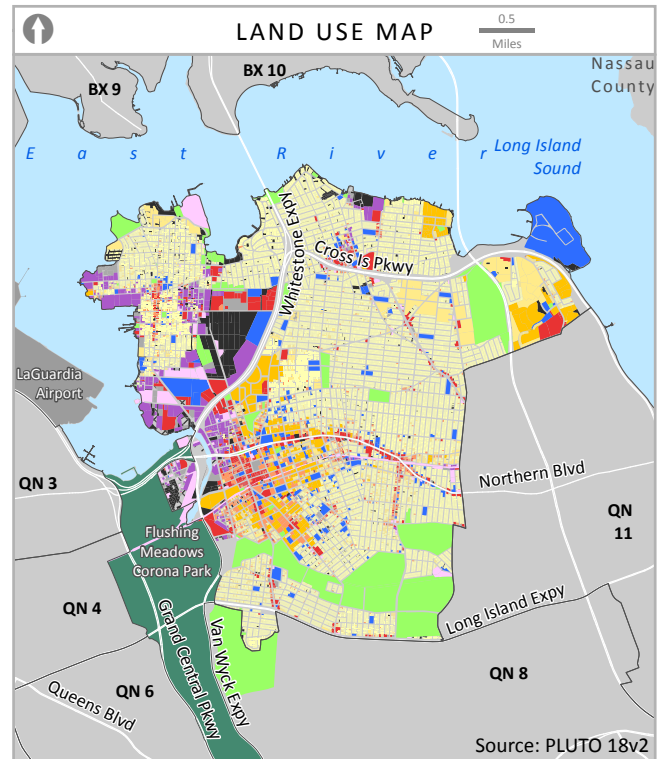 LAND USE MAP
0.5
Miles
BX 9
BX 10
Nassau
County
East River
Long Island
Sound
Whitestone Expy
Cross Is Pkwy
LaGuardia
Airport
QN 3
Northern Blvd
QN
11
Flushing
Meadows
Corona Park
QN 4
Long Island Expy
Grand Central Pkwy
Van Wyck Expy
QN 6
QN 8
Queens Blvd
Source: PLUTO 18v2